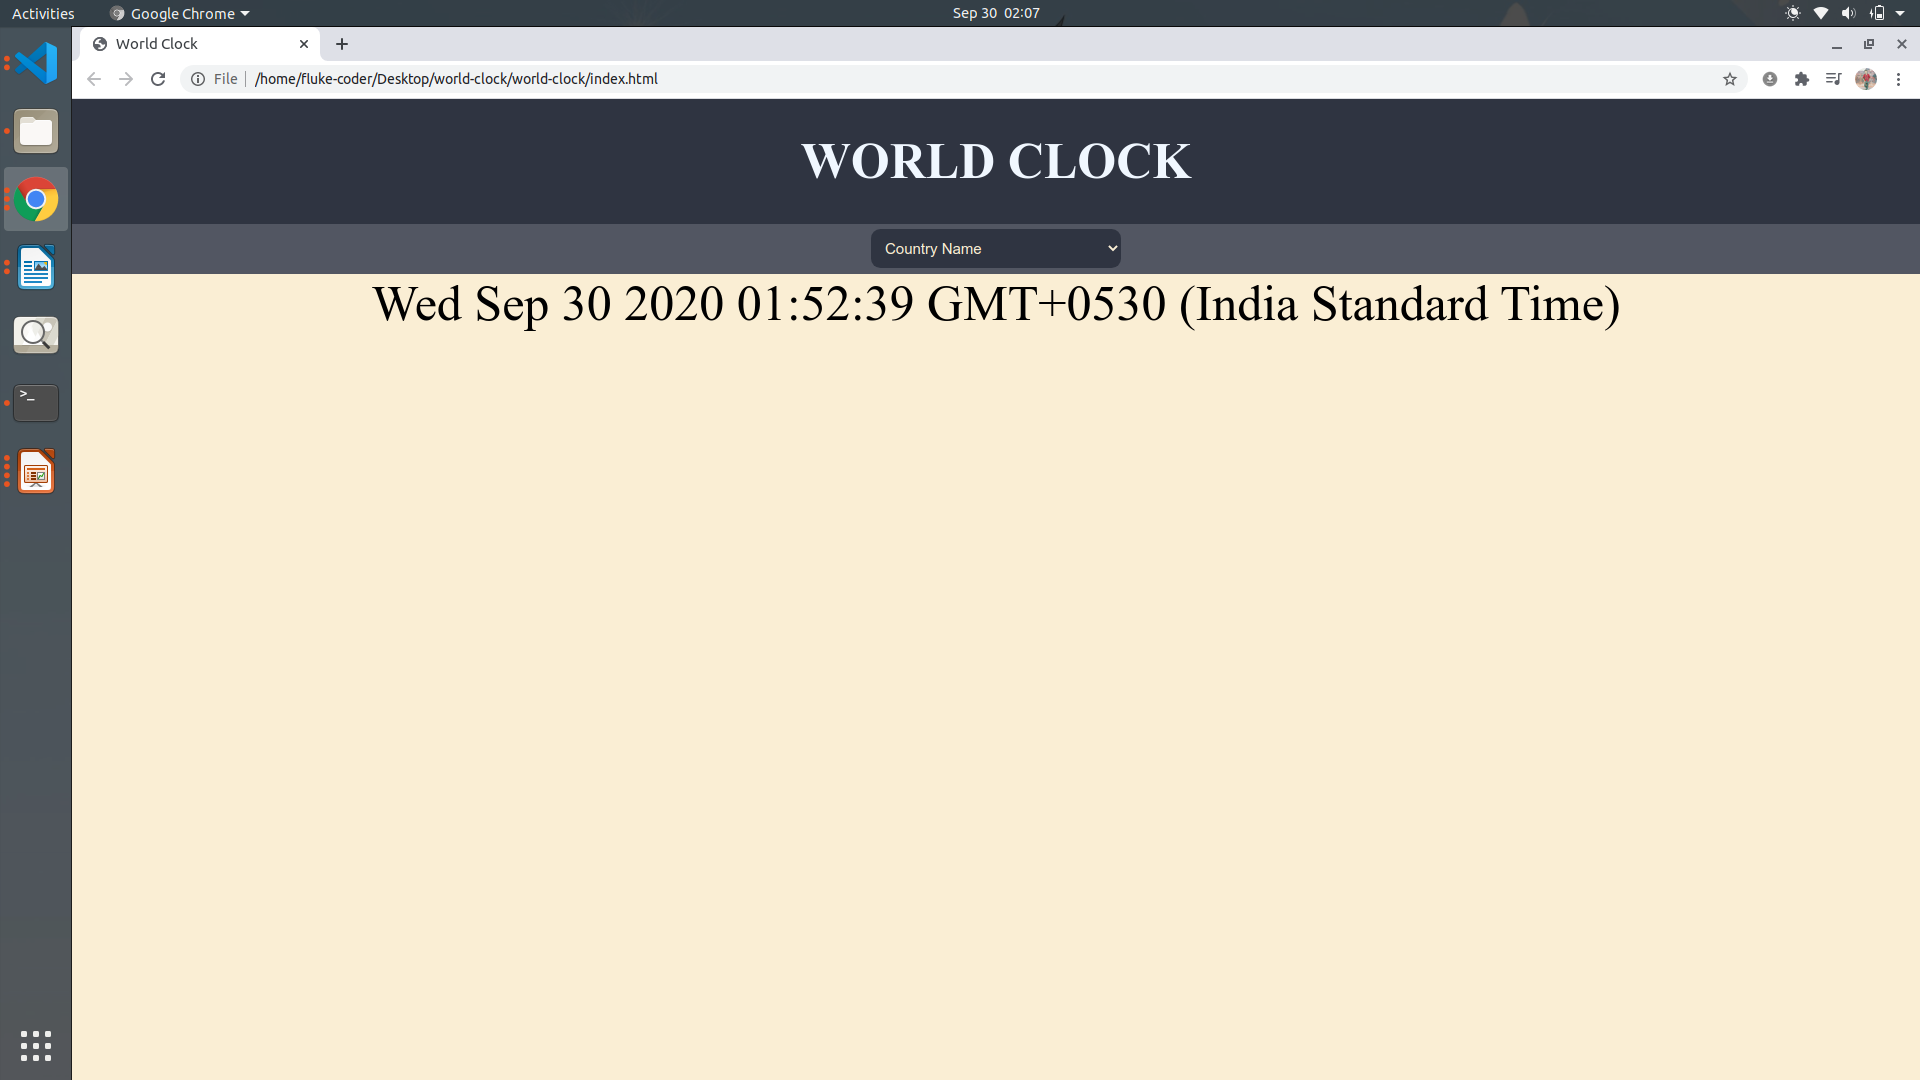 Activities
Google Chrome
Sep 30 02:07
World Clock
File
/home/fluke-coder/Desktop/world-clock/world-clock/index.html
WORLD CLOCK
Country Name
Wed Sep 30 2020 01:52:39 GMT+0530 (India Standard Time)
>_